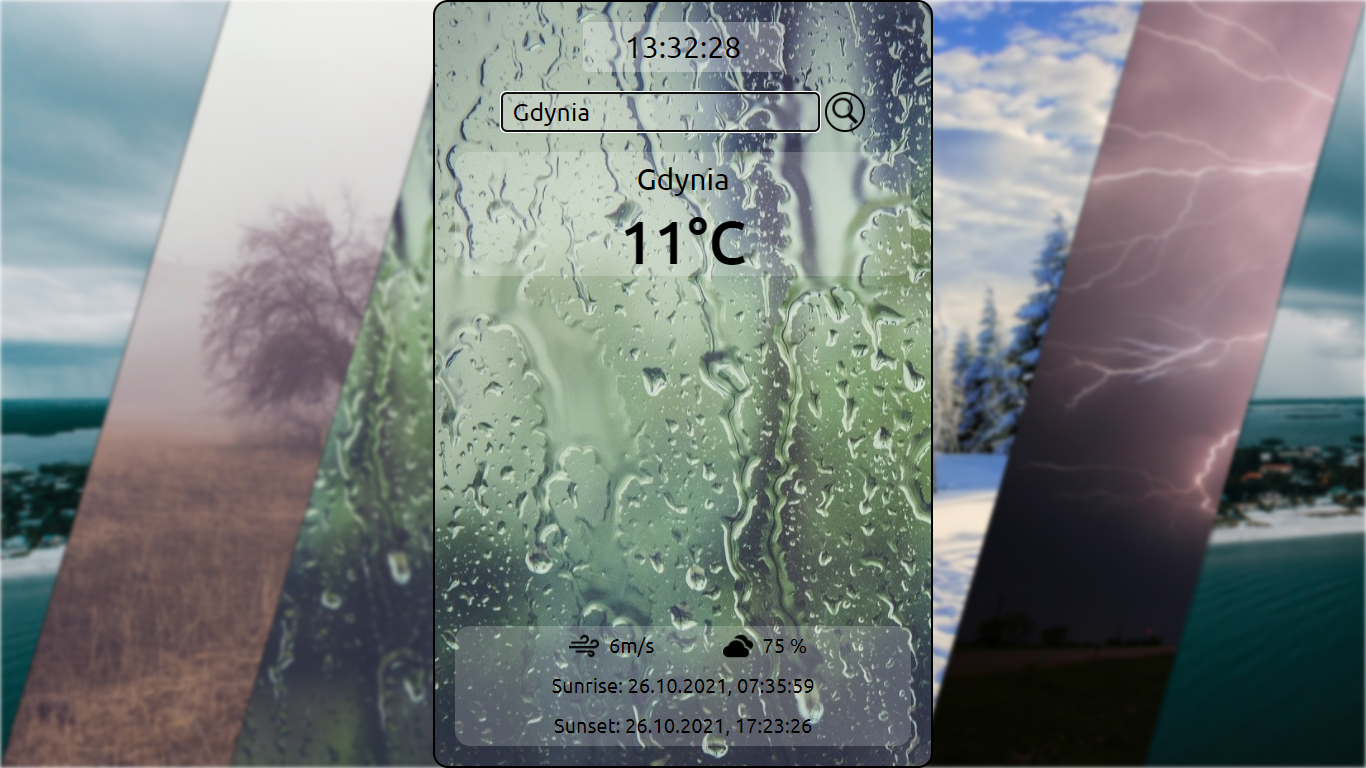 13:32:28
Gdynia
Gdynia
11°C
6m/s 75 %
Sunrise: 26.10.2021, 07:35:59
Sunset: 26.10.2021, 17:23:26